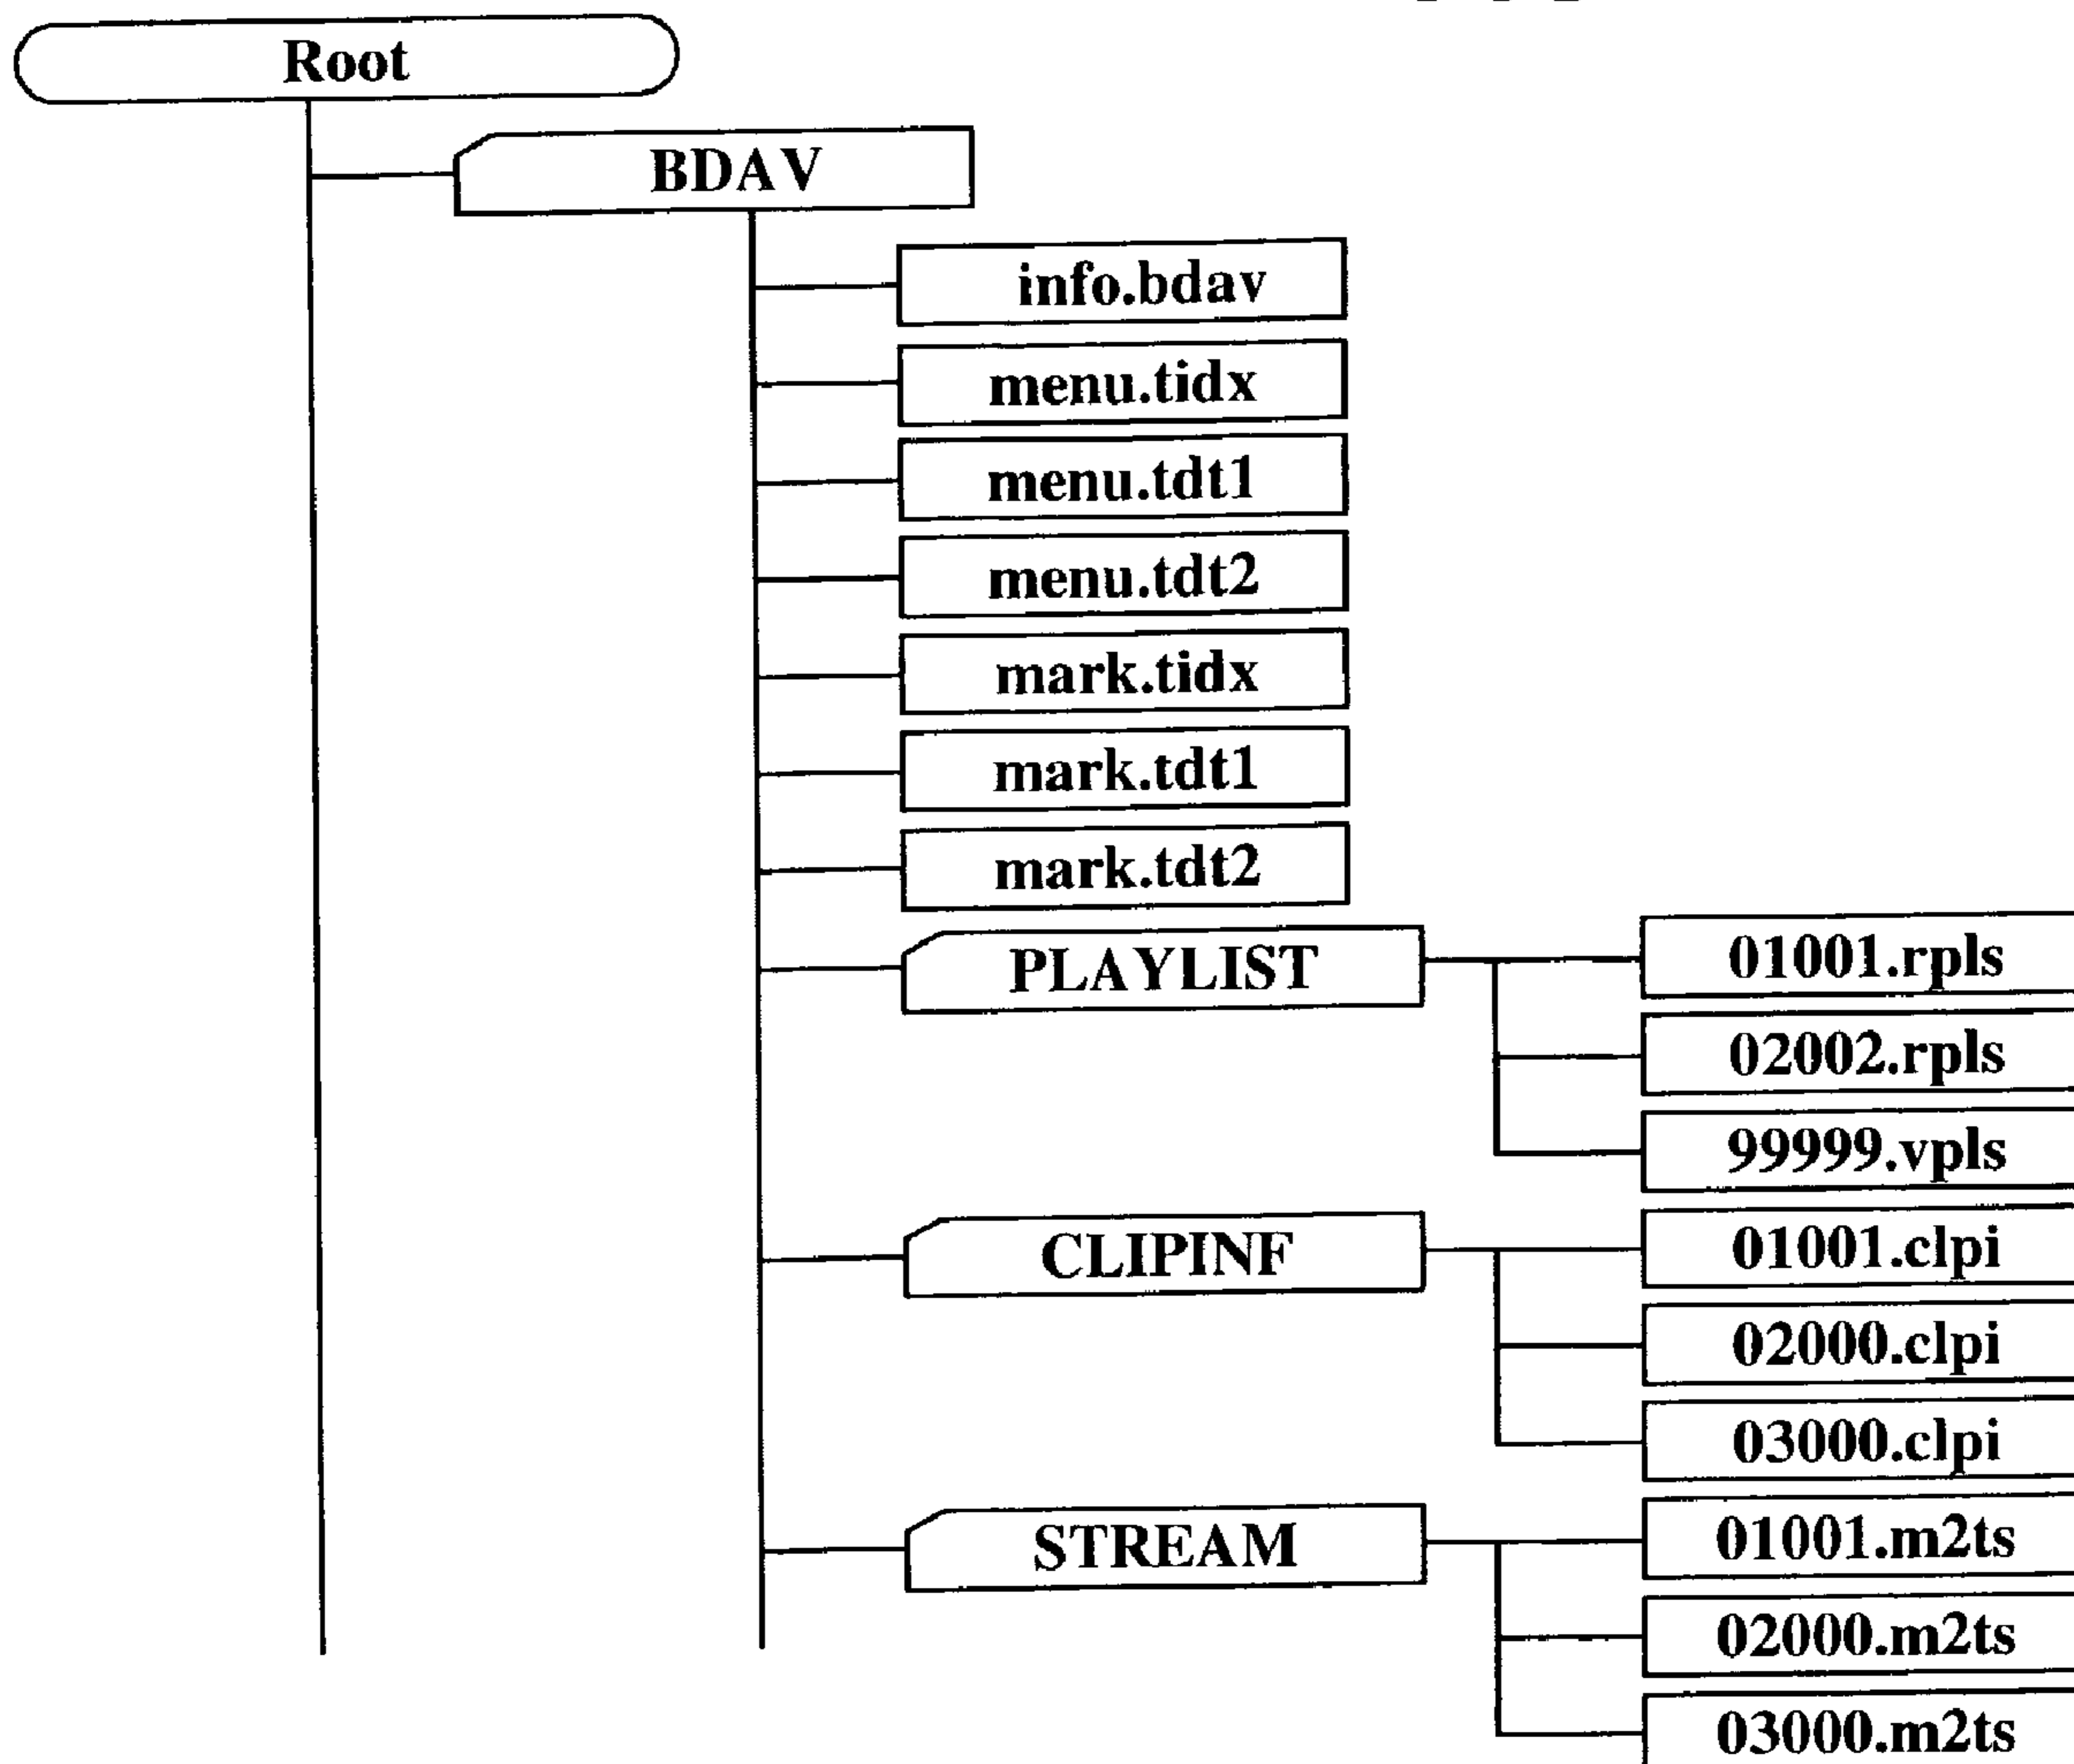 Root
BDAV
info.bdav
menu.tidx
menu.tdt1
menu.tdt2
mark.tidx
mark.tdt1
mark.tdt2
PLAYLIST
01001.rpls
02002.rpls
99999.vpls
CLIPINF
01001.clpi
02000.clpi
03000.clpi
STREAM
01001.m2ts
02000.m2ts
03000.m2ts